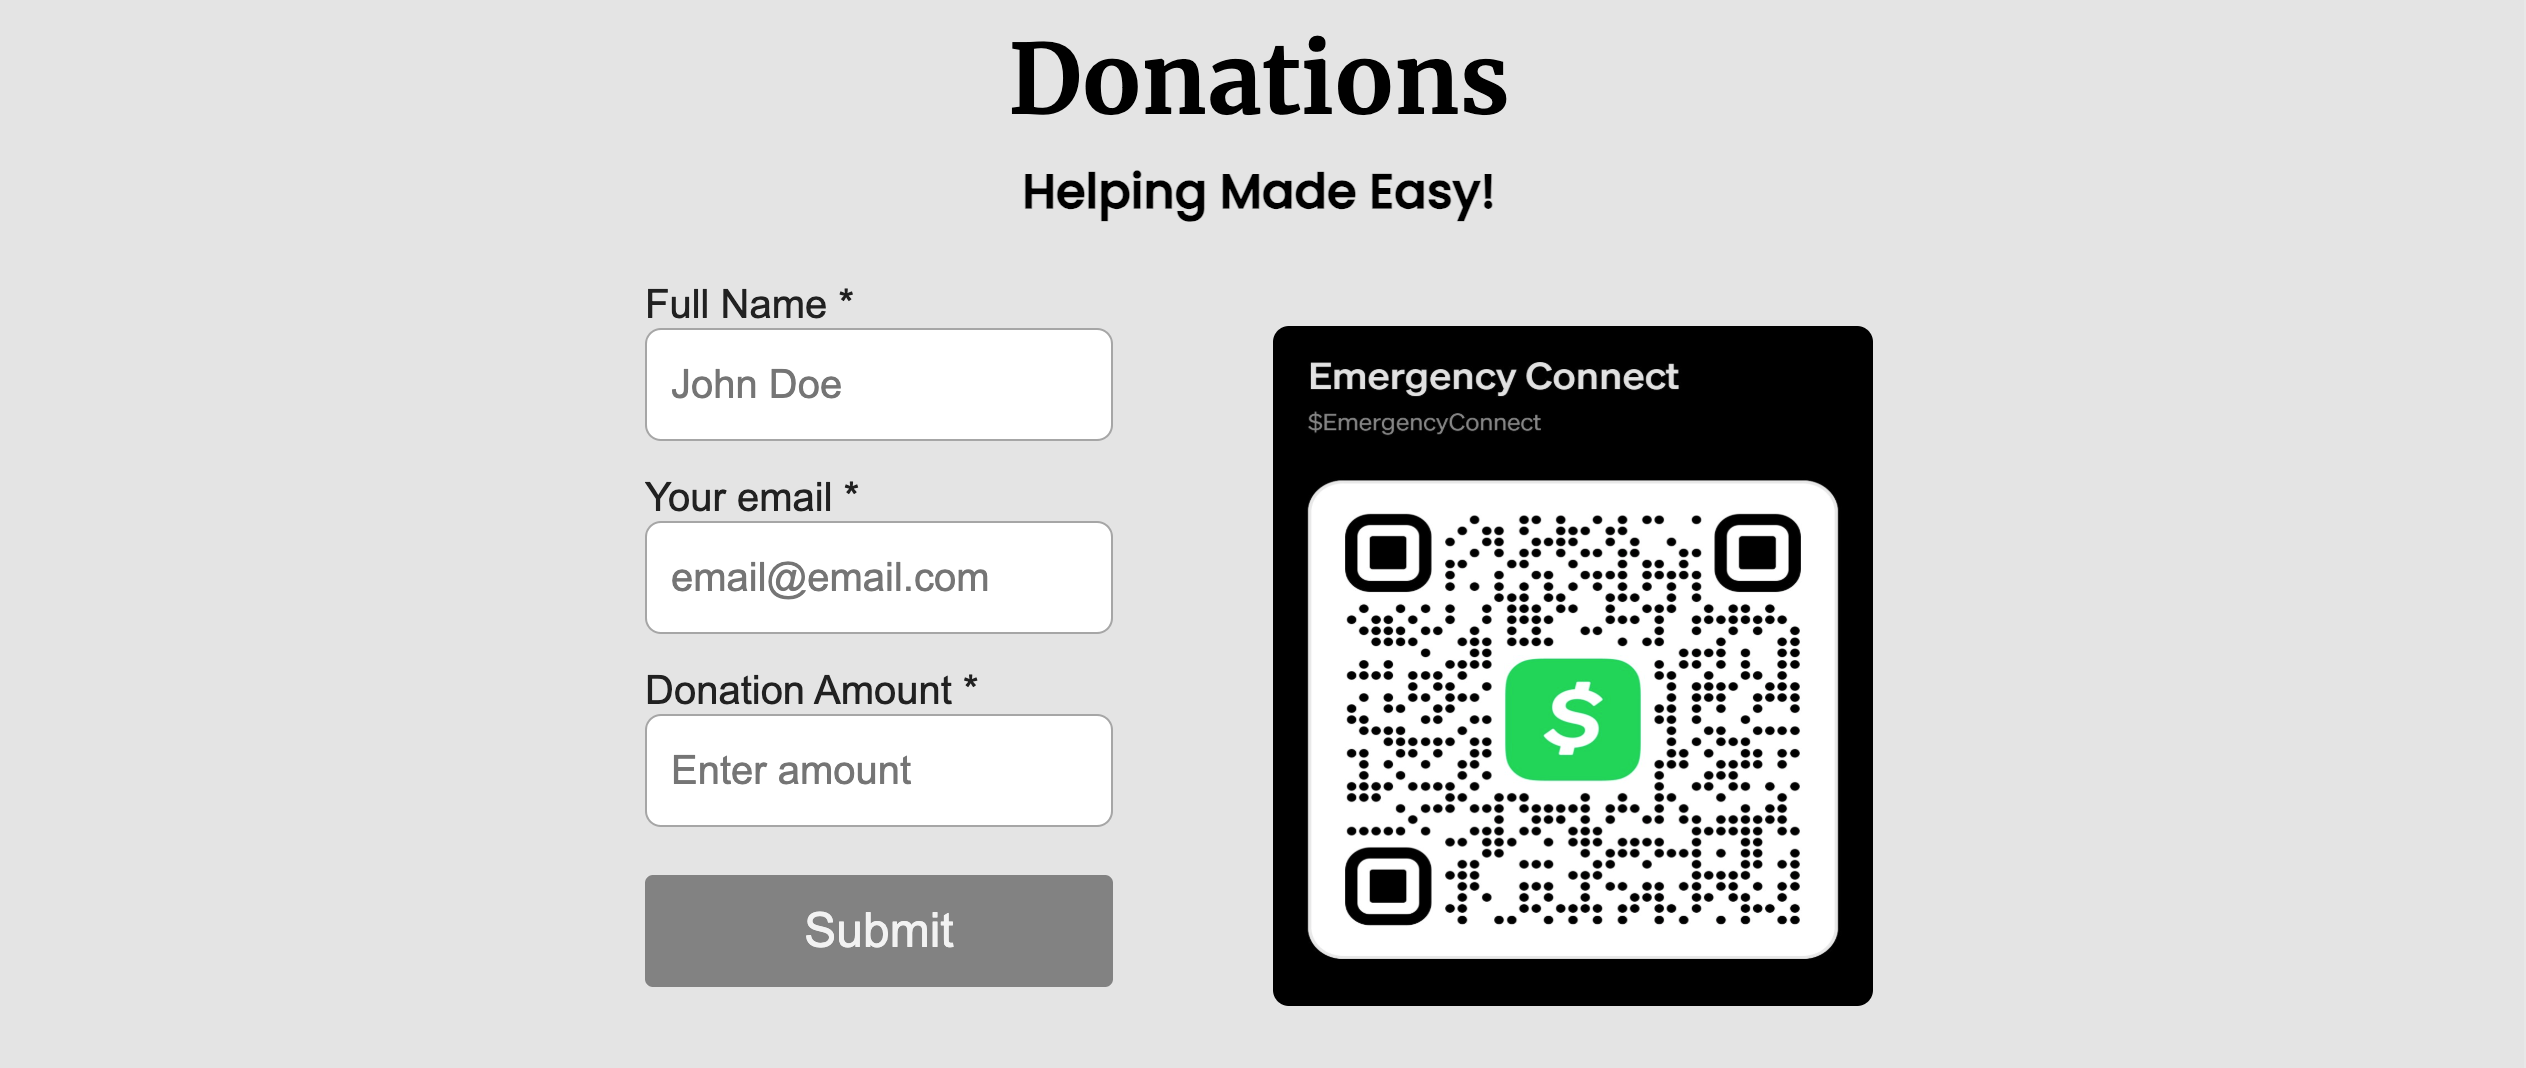 Donations
Helping Made Easy!
Full Name *
John Doe
Your email *
email@email.com
Donation Amount *
Enter amount
Submit
Emergency Connect
$EmergencyConnect
$